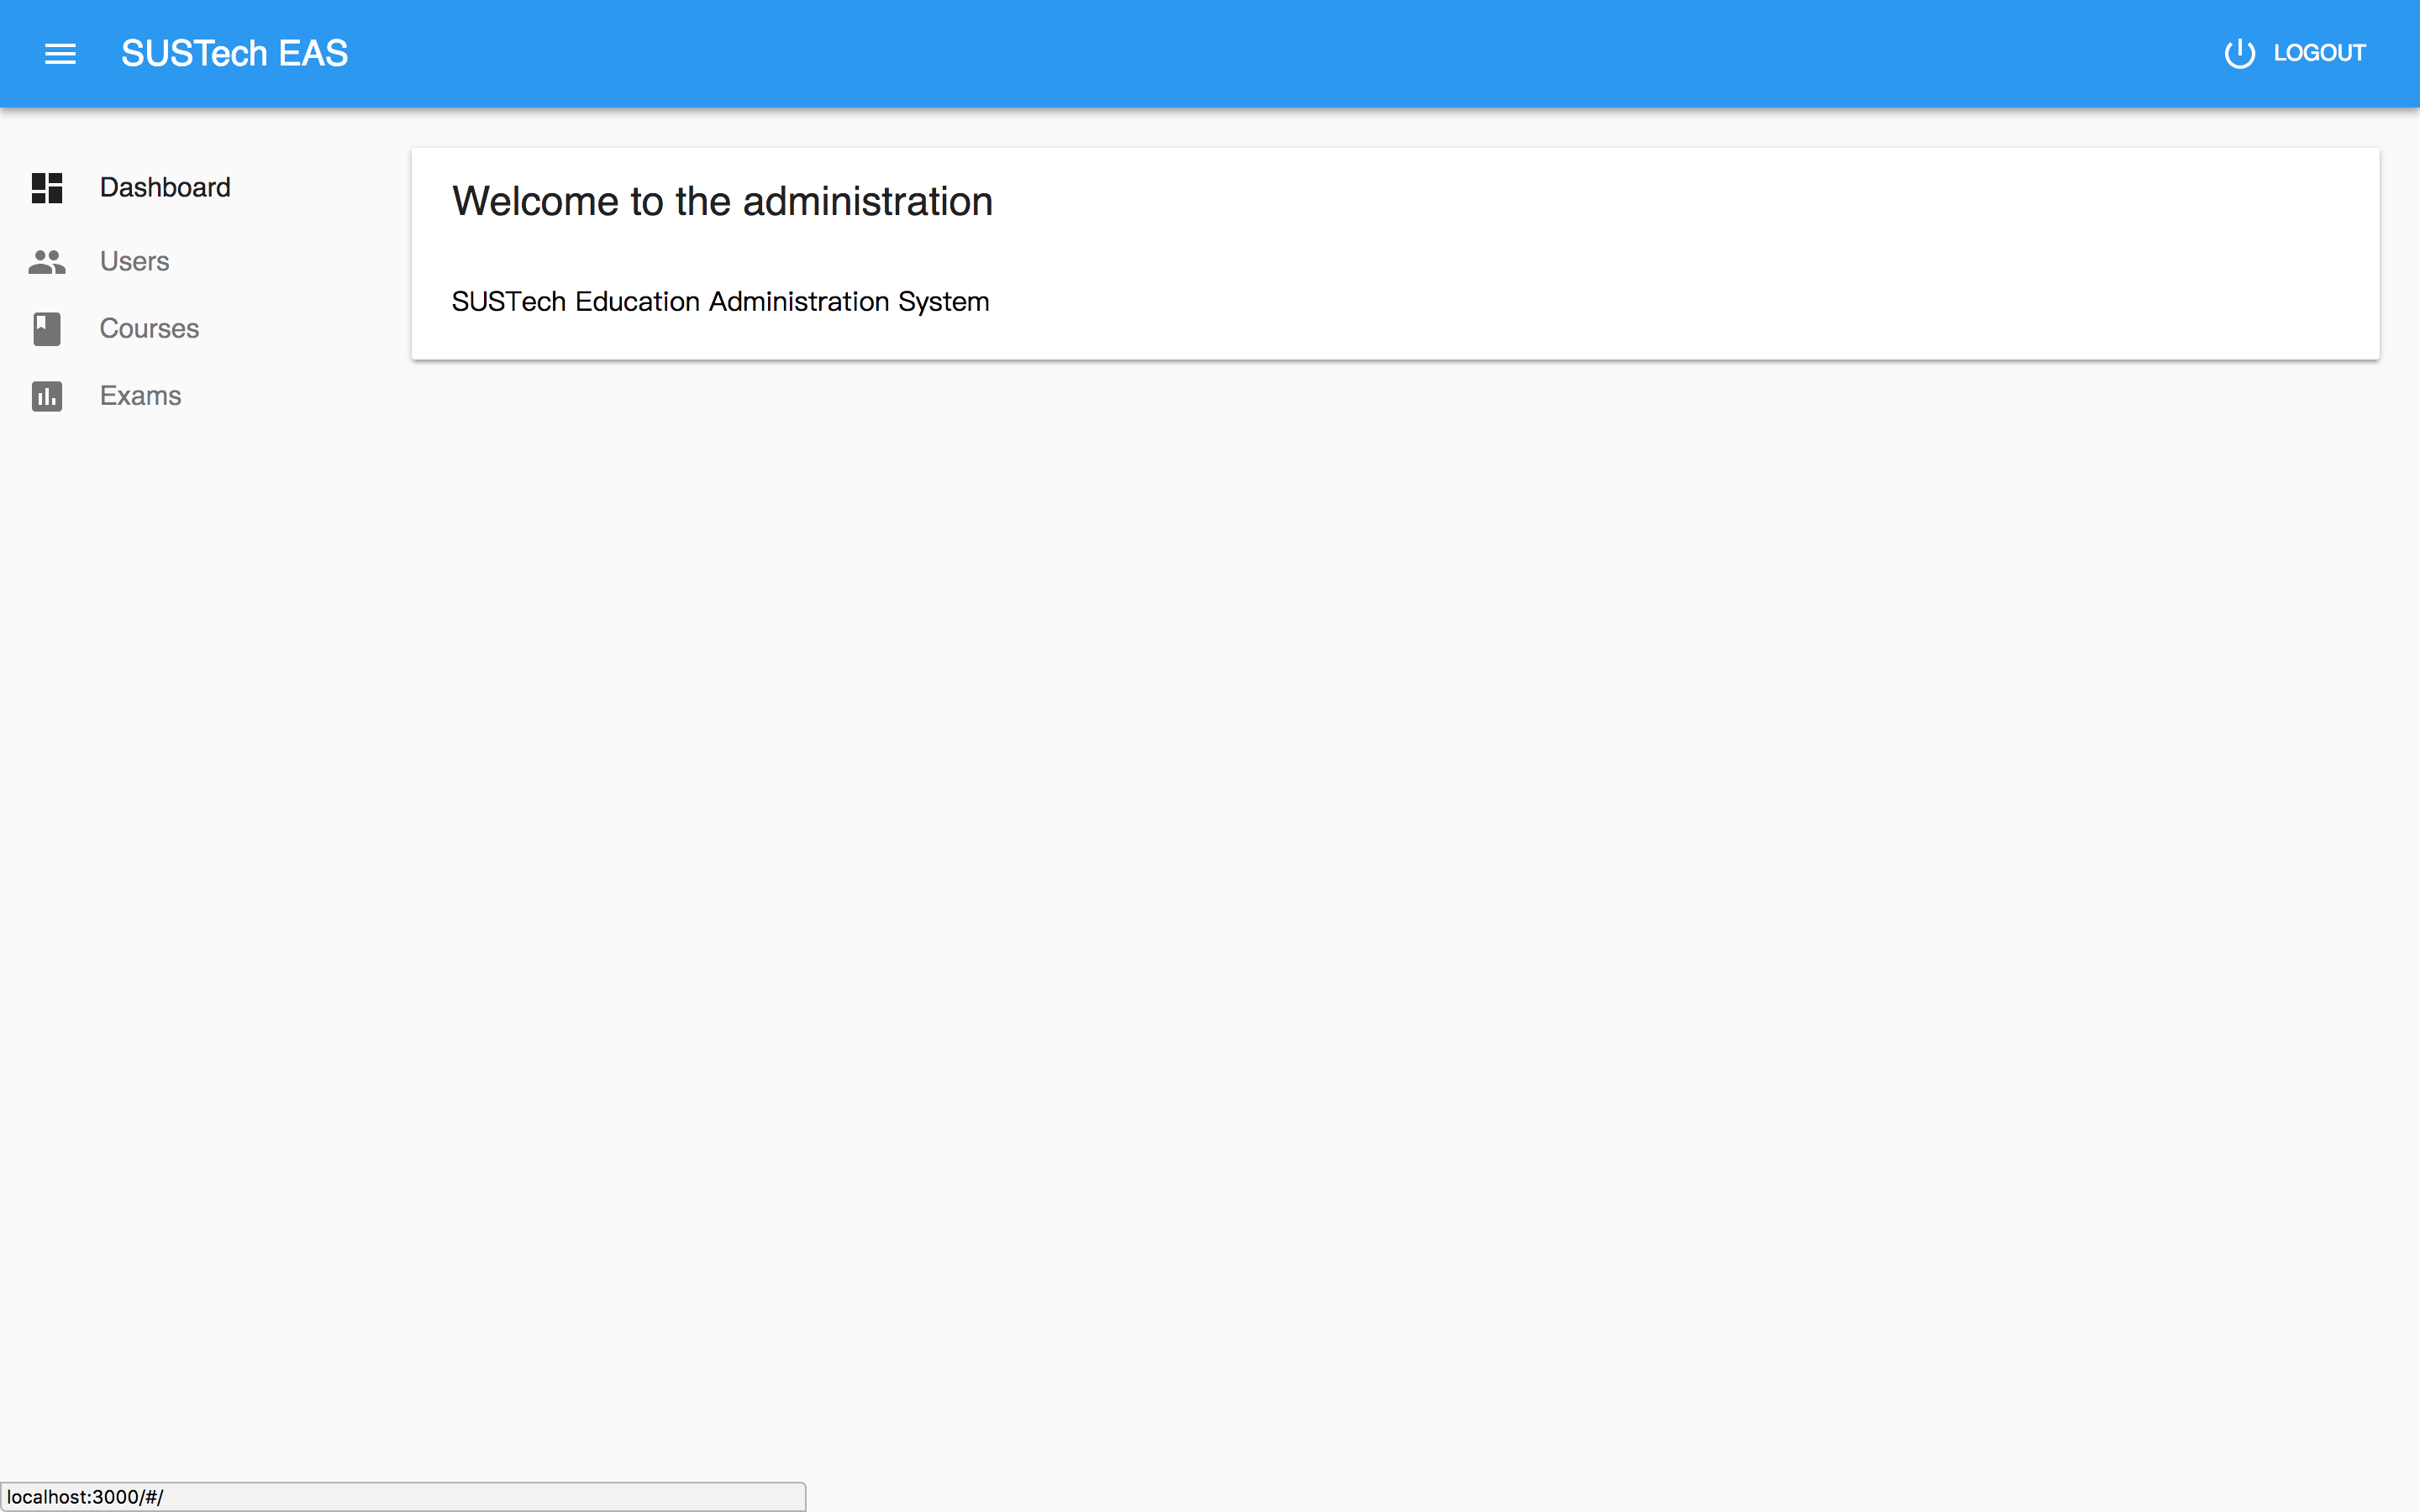 SUSTech EAS
LOGOUT
Dashboard
Users
Courses
Exams
Welcome to the administration
SUSTech Education Administration System
localhost:3000/#/